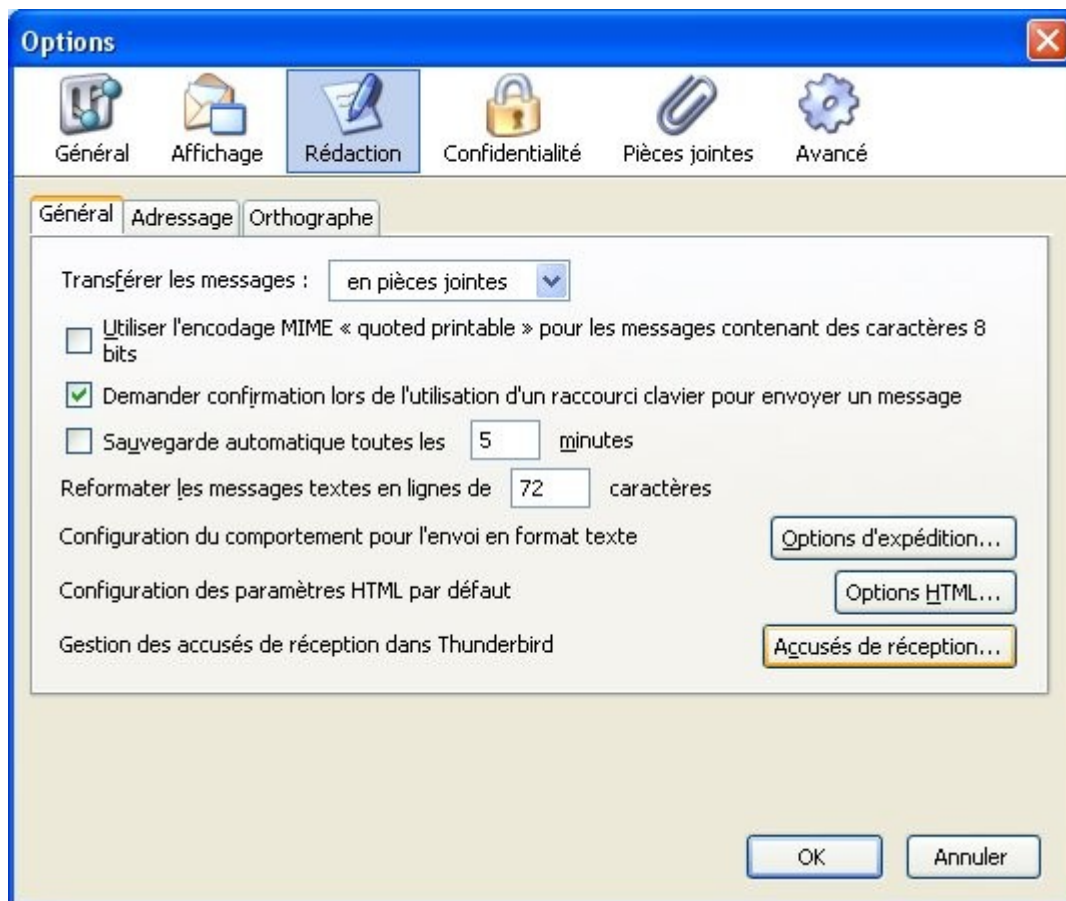 Options
Général Affichage Rédaction Confidentialité Pièces jointes Avancé
Général Adressage Orthographe
Transférer les messages : en pièces jointes
Utiliser l'encodage MIME « quoted printable » pour les messages contenant des caractères 8
bits
Demander confirmation lors de l'utilisation d'un raccourci clavier pour envoyer un message
Sauvegarde automatique toutes les 5 minutes
Reformater les messages textes en lignes de 72 caractères
Configuration du comportement pour l'envoi en format texte Options d'expédition...
Configuration des paramètres HTML par défaut Options HTML...
Gestion des accusés de réception dans Thunderbird Accusés de réception...
OK Annuler